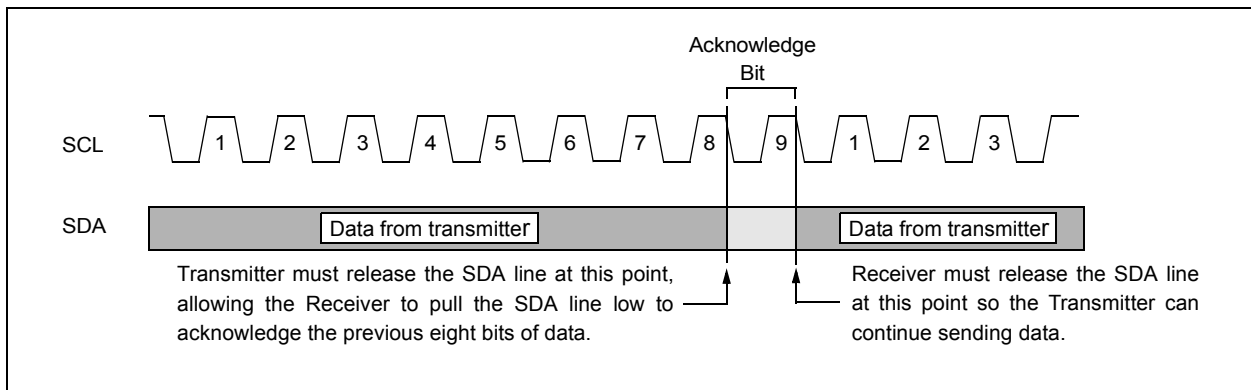 Acknowledge
Bit
SCL
1 2 3 4 5 6 7 8 9 1 2 3
SDA
Data from transmitter
Data from transmitter
Transmitter must release the SDA line at this point,
allowing the Receiver to pull the SDA line low to
acknowledge the previous eight bits of data.
Receiver must release the SDA line
at this point so the Transmitter can
continue sending data.